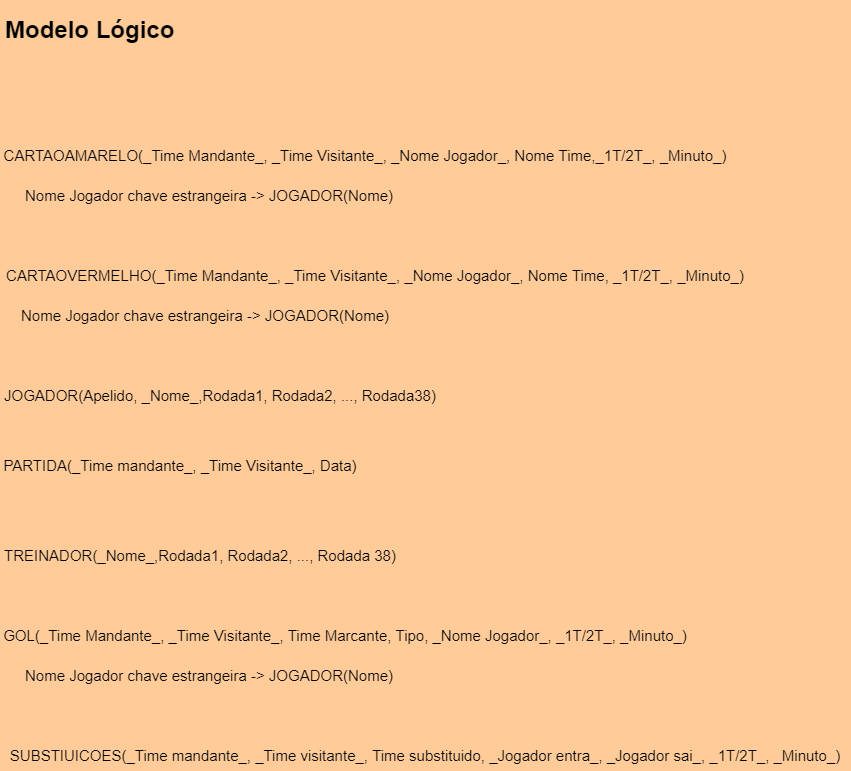 Modelo Lógico
CARTAOAMARELO(_Time Mandante_, _Time Visitante_, _Nome Jogador_, Nome Time,_1T/2T_, _Minuto_)
Nome Jogador chave estrangeira -> JOGADOR(Nome)
CARTAOVERMELHO(_Time Mandante_, _Time Visitante_, _Nome Jogador_, Nome Time, _1T/2T_, _Minuto_)
Nome Jogador chave estrangeira -> JOGADOR(Nome)
JOGADOR(Apelido, _Nome_,Rodada1, Rodada2, ..., Rodada38)
PARTIDA(_Time mandante_, _Time Visitante_, Data)
TREINADOR(_Nome_,Rodada1, Rodada2, ..., Rodada 38)
GOL(_Time Mandante_, _Time Visitante_, Time Marcante, Tipo, _Nome Jogador_, _1T/2T_, _Minuto_)
Nome Jogador chave estrangeira -> JOGADOR(Nome)
SUBSTIUICOES(_Time mandante_, _Time visitante_, Time substituido, _Jogador entra_, _Jogador sai_, _1T/2T_, _Minuto_)